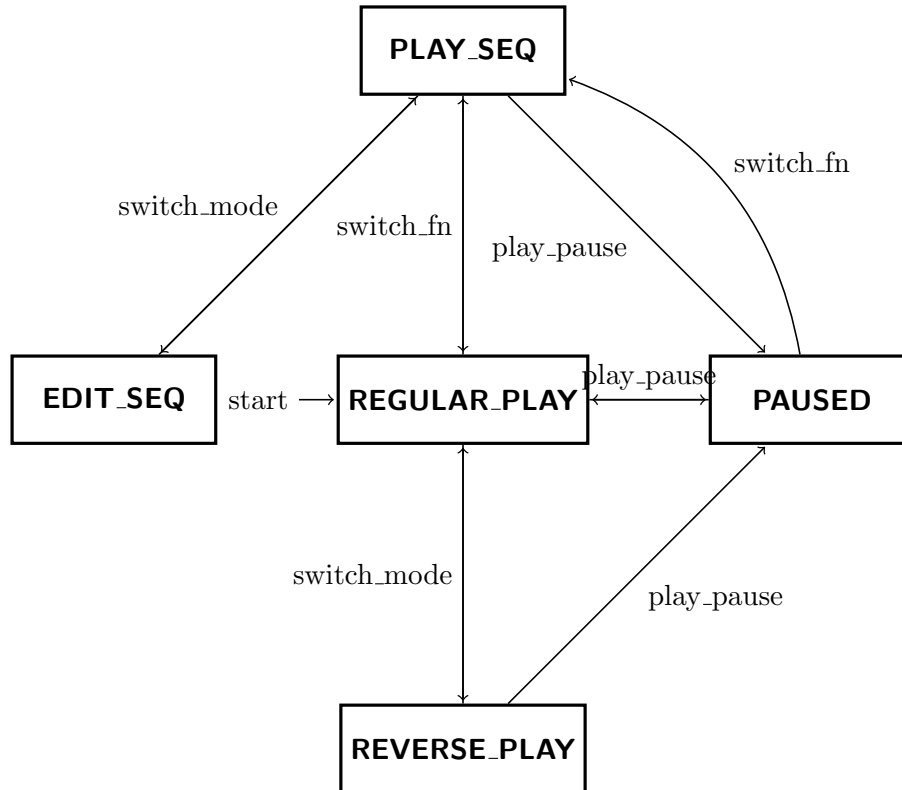 PLAY_SEQ
switch_fn
switch_mode
switch_fn
play_pause
play_pause
EDIT_SEQ
start
REGULAR_PLAY
PAUSED
switch_mode
play_pause
REVERSE_PLAY